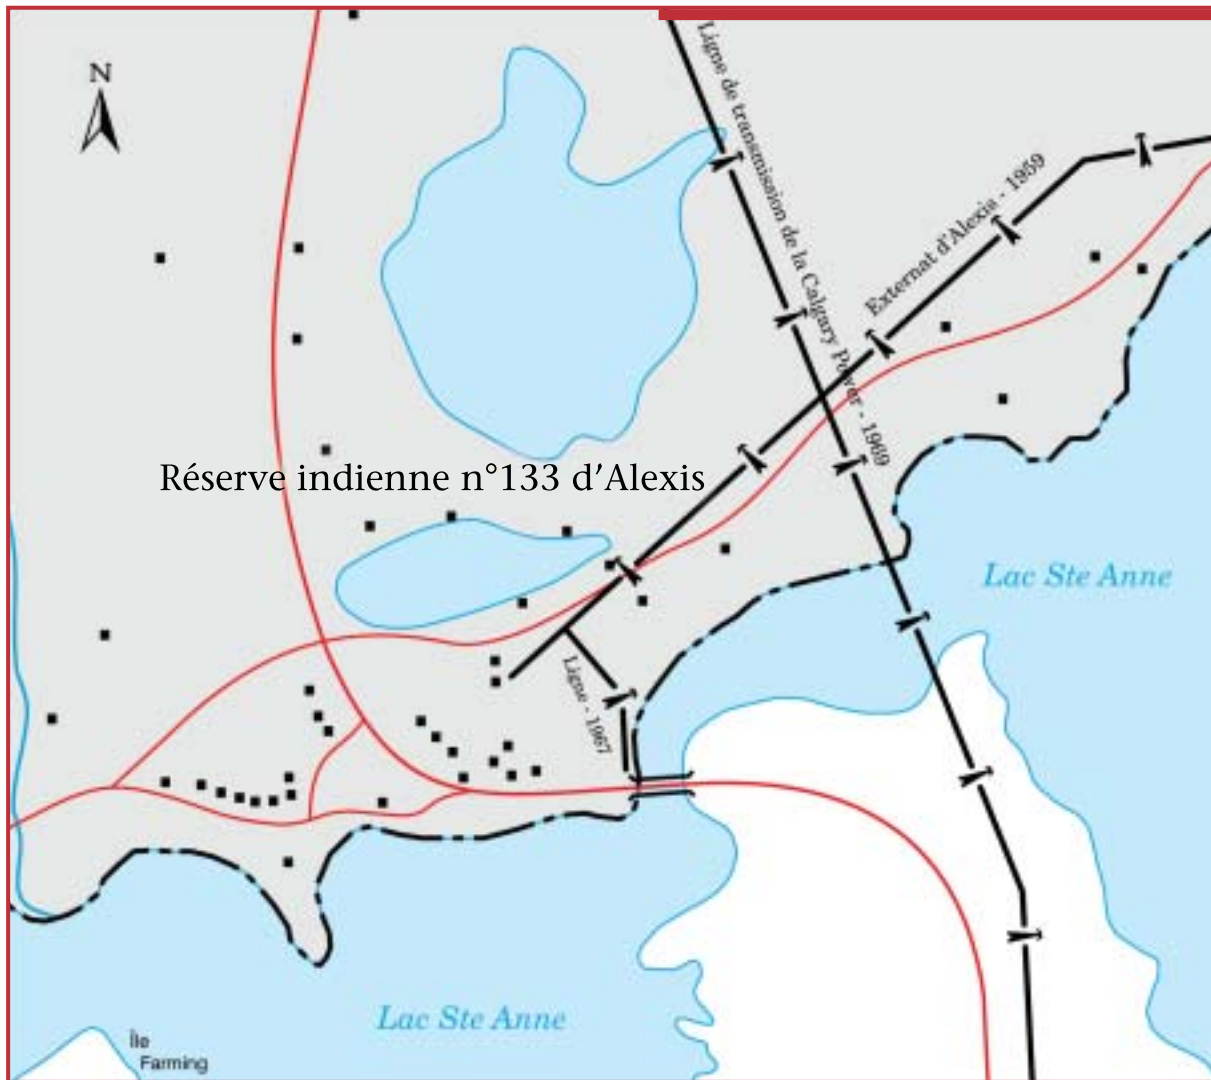 N
Ligne de transmission de la Calgary Power - 1969
Externat d'Alexis - 1959
Réserve indienne n°133 d'Alexis
Lac Ste Anne
Ligne - 1967
Lac Ste Anne
Île
Farming